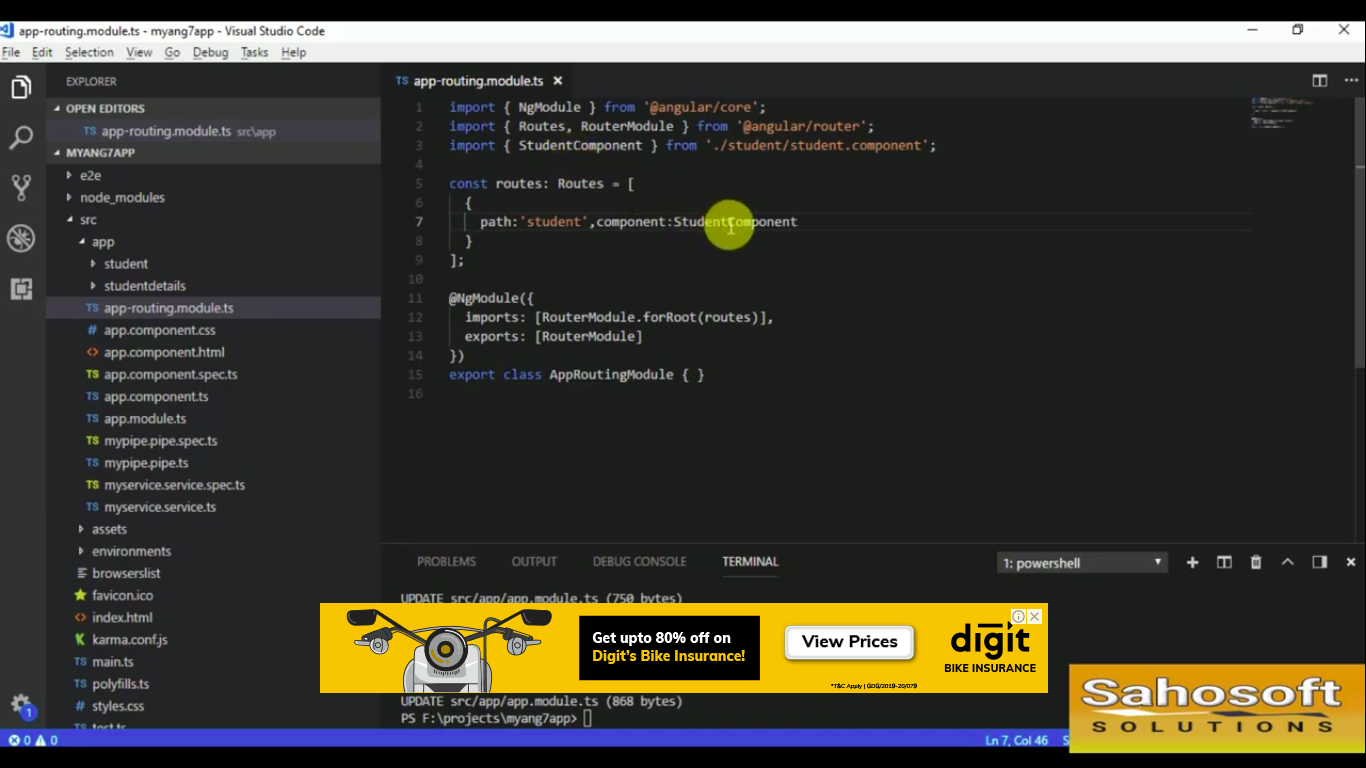 app-routing.module.ts - myang7app - Visual Studio Code
File Edit Selection View Go Debug Tasks Help
EXPLORER
OPEN EDITORS
TS app-routing.module.ts src\app
MYANG7APP
e2e
node_modules
src
app
student
studentdetails
TS app-routing.module.ts
# app.component.css
<> app.component.html
TS app.component.spec.ts
TS app.component.ts
TS app.module.ts
TS mypipe.pipe.spec.ts
TS mypipe.pipe.ts
TS myservice.service.spec.ts
TS myservice.service.ts
assets
environments
browserslist
favicon.ico
<> index.html
karma.conf.js
TS main.ts
TS polyfills.ts
# styles.css
TS test.ts
TS app-routing.module.ts
1 import { NgModule } from '@angular/core';
2 import { Routes, RouterModule } from '@angular/router';
3 import { StudentComponent } from './student/student.component';
4
5 const routes: Routes = [
6 {
7 path:'student',component:StudentComponent
8 }
9 ];
10
11 @NgModule({
12 imports: [RouterModule.forRoot(routes)],
13 exports: [RouterModule]
14 })
15 export class AppRoutingModule { }
16
PROBLEMS OUTPUT DEBUG CONSOLE TERMINAL 1: powershell
UPDATE src/app/app.module.ts (750 bytes)
Get upto 80% off on
Digit's Bike Insurance!
View Prices
digit
BIKE INSURANCE
*T&C Apply | GDG/2019-20/079
UPDATE src/app/app.module.ts (868 bytes)
PS F:\projects\myang7app>
Sahosoft
SOLUTIONS
1
0 0 Ln 7, Col 46